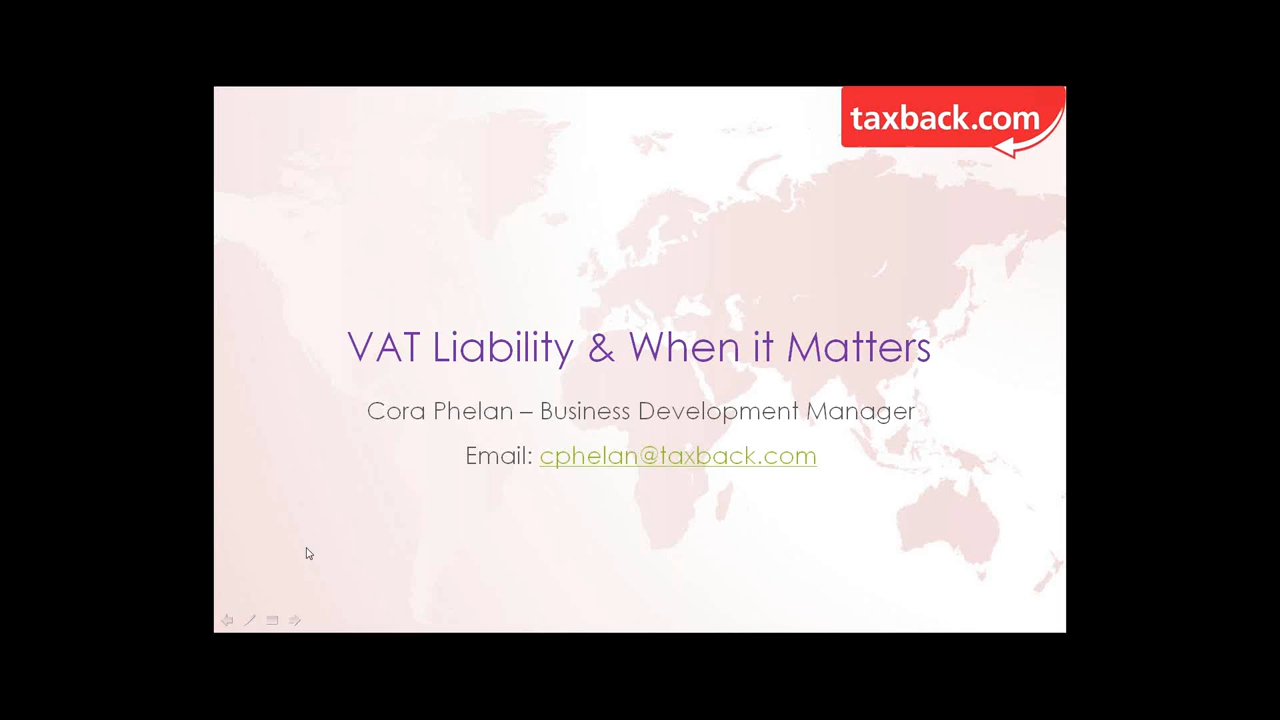 taxback.com
VAT Liability & When it Matters
Cora Phelan – Business Development Manager
Email: cphelan@taxback.com